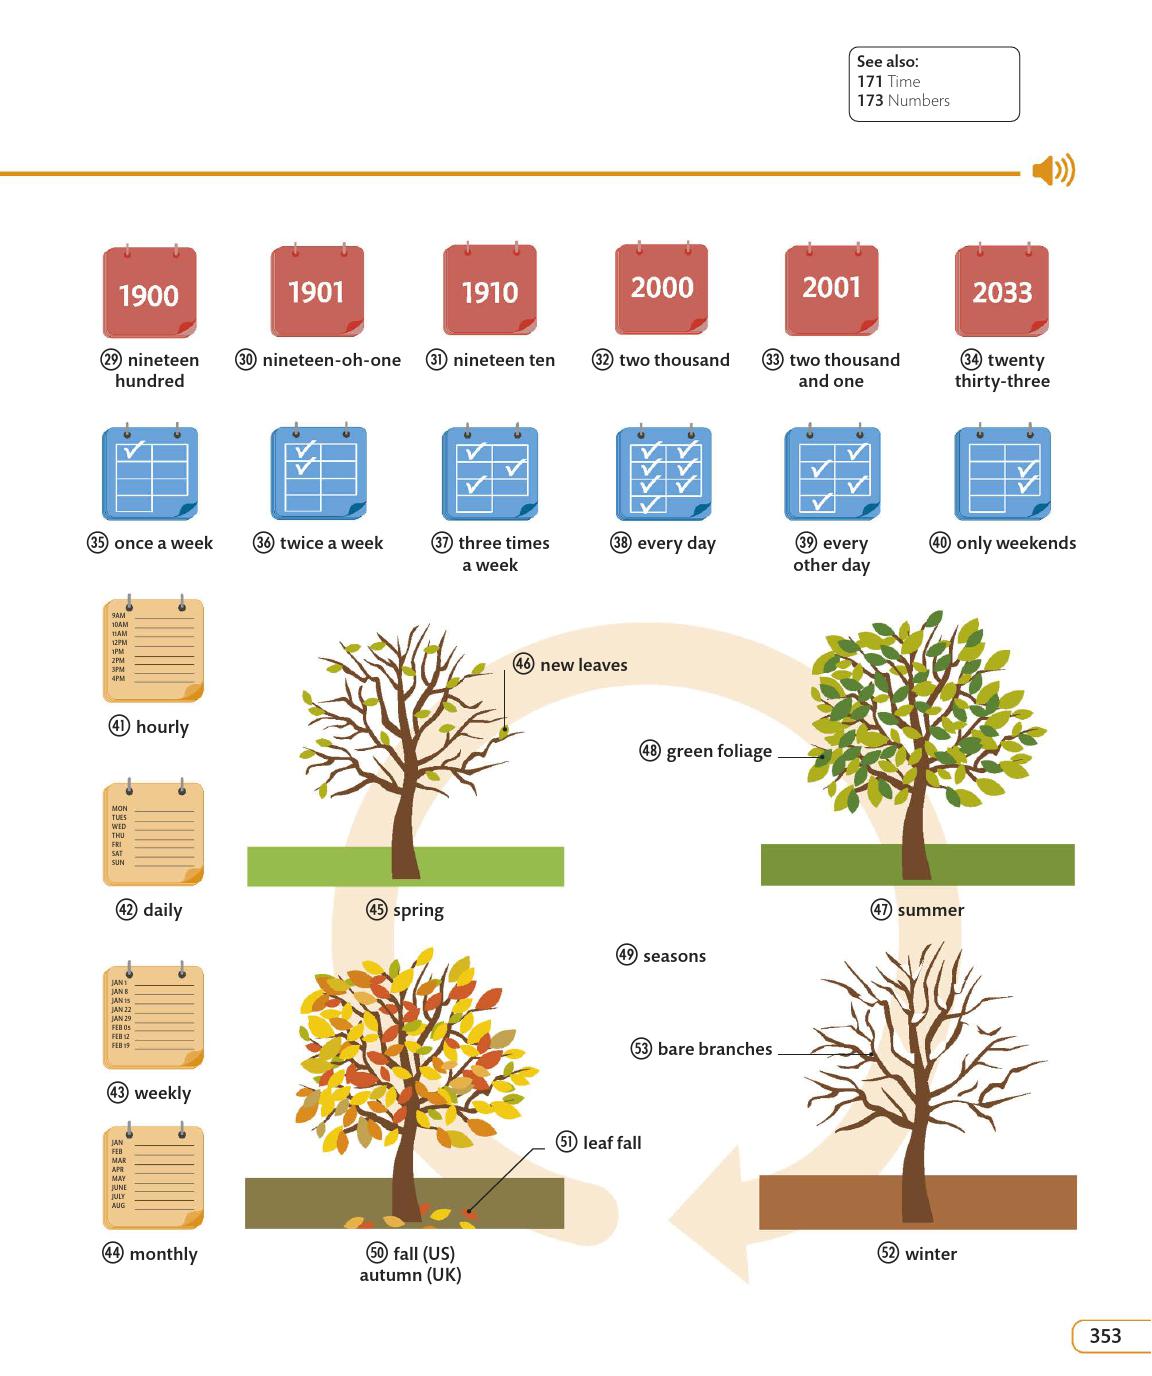 See also:
171 Time
173 Numbers
1900
1901
1910
2000
2001
2033
29 nineteen
hundred
30 nineteen-oh-one
31 nineteen ten
32 two thousand
33 two thousand
and one
34 twenty
thirty-three
35 once a week
36 twice a week
37 three times
a week
38 every day
39 every
other day
40 only weekends
9AM
10AM
11AM
12PM
1PM
2PM
3PM
4PM
41 hourly
MON
TUES
WED
THU
FRI
SAT
SUN
42 daily
JAN 1
JAN 8
JAN 15
JAN 22
JAN 29
FEB 05
FEB 12
FEB 19
43 weekly
JAN
FEB
MAR
APR
MAY
JUNE
JULY
AUG
44 monthly
46 new leaves
45 spring
48 green foliage
47 summer
49 seasons
51 leaf fall
50 fall (US)
autumn (UK)
53 bare branches
52 winter
353